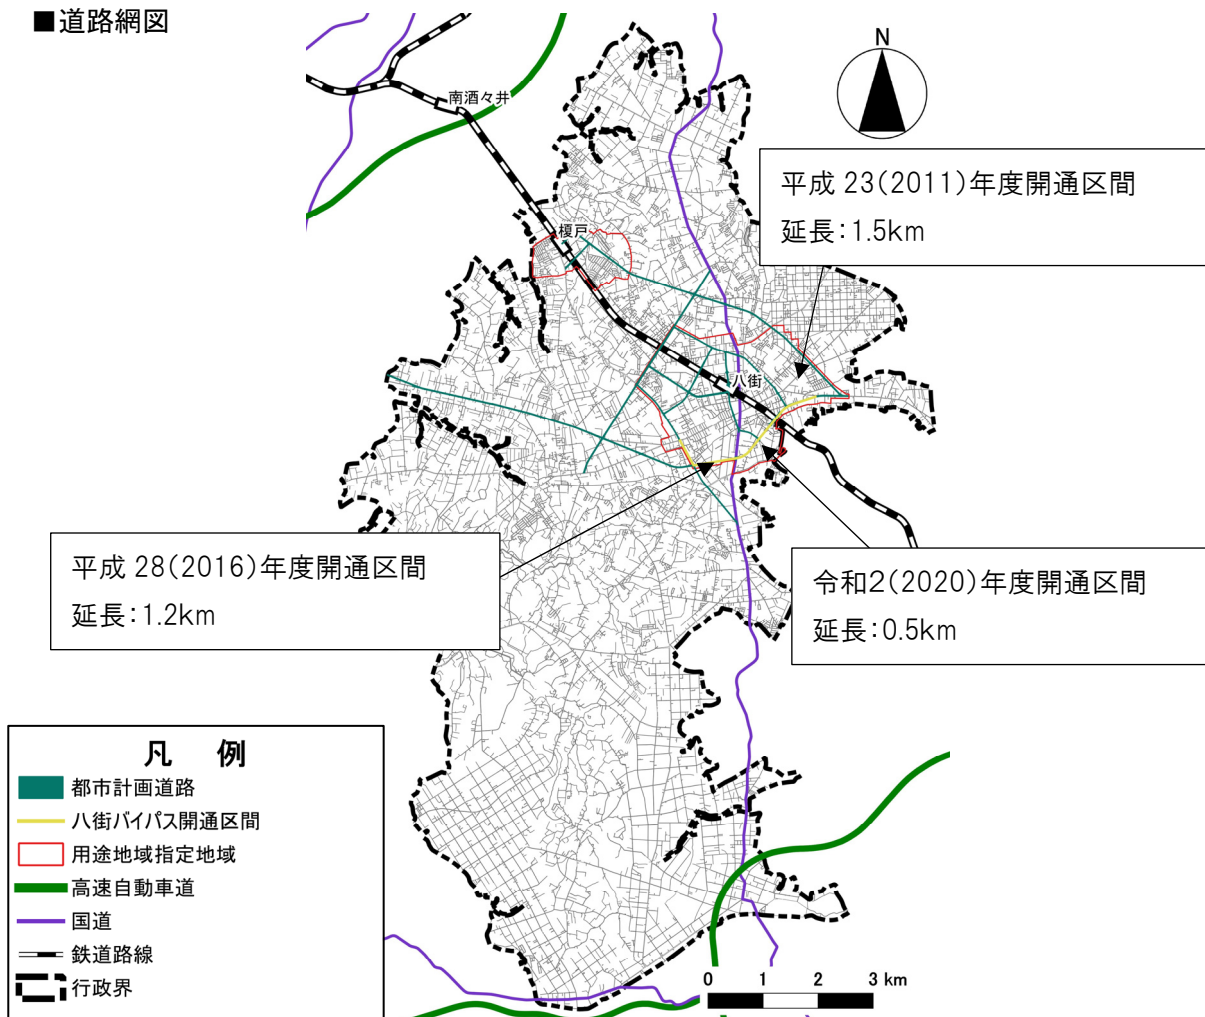 ■道路網図
N
南酒々井
平成 23(2011)年度開通区間
延長：1.5km
榎戸
八街
平成 28(2016)年度開通区間
延長：1.2km
令和２(2020)年度開通区間
延長：0.5km
凡　例
都市計画道路
八街バイパス開通区間
用途地域指定地域
高速自動車道
国道
鉄道路線
行政界
0 1 2 3 km